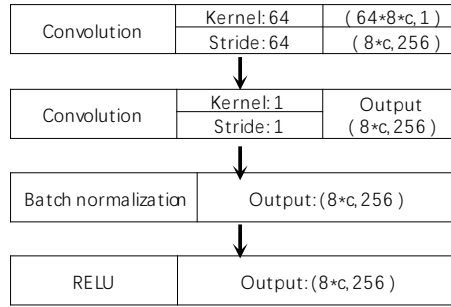 Convolution
Kernel:64
(64*8*c,1)
Stride:64
(8*c,256)
Convolution
Kernel:1
Stride:1
Output
(8*c,256)
Batch normalization
Output:(8*c,256)
RELU
Output:(8*c,256)